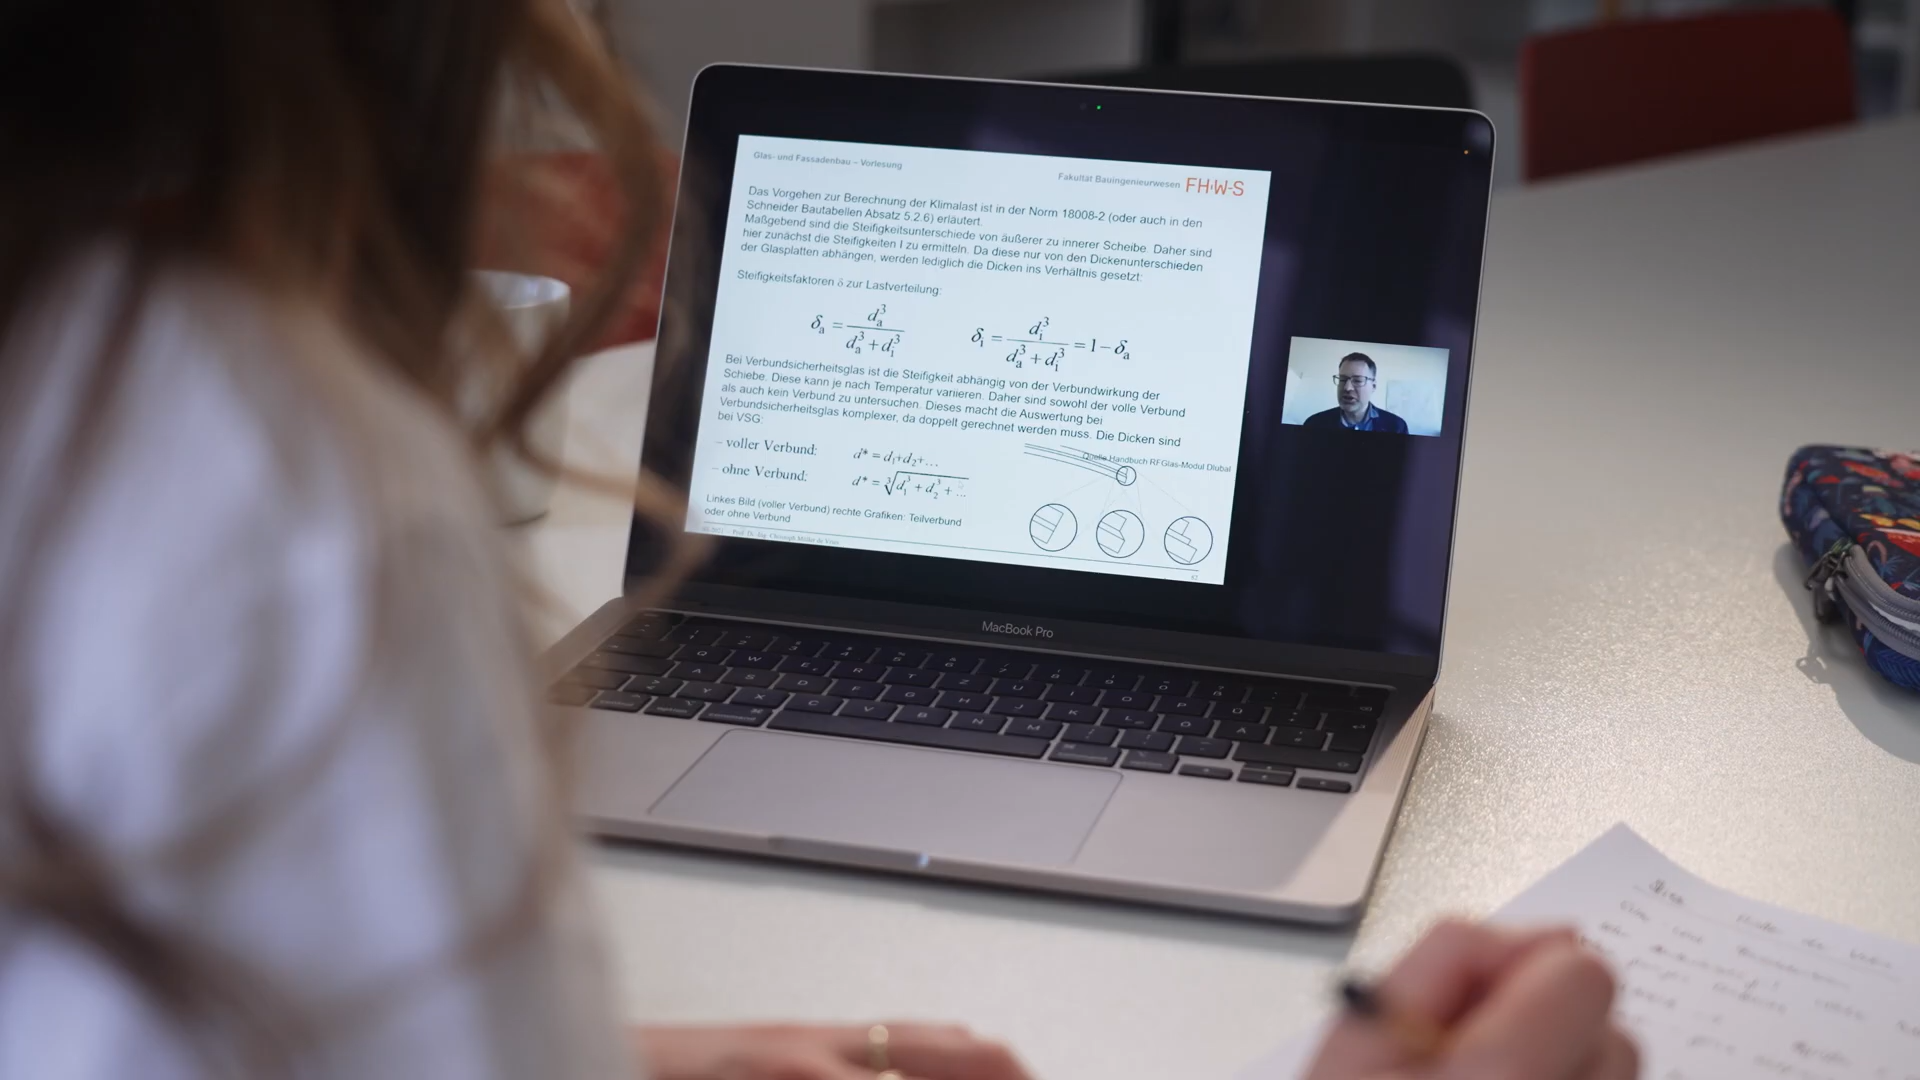 Glas- und Fassadenbau – Vorlesung
Fakultät Bauingenieurwesen FH·W-S
Das Vorgehen zur Berechnung der Klimalast ist in der Norm 18008-2 (oder auch in den
Schneider Bautabellen Absatz 5.2.6) erläutert.
Maßgebend sind die Steifigkeitsunterschiede von äußerer zu innerer Scheibe. Daher sind
hier zunächst die Steifigkeiten I zu ermitteln. Da diese nur von den Dickenunterschieden
der Glasplatten abhängen, werden lediglich die Dicken ins Verhältnis gesetzt:
Steifigkeitsfaktoren δ zur Lastverteilung:
δₐ = dₐ³ / (dₐ³ + dᵢ³)   δᵢ = dᵢ³ / (dₐ³ + dᵢ³) = 1 − δₐ
Bei Verbundsicherheitsglas ist die Steifigkeit abhängig von der Verbundwirkung der
Schiebe. Diese kann je nach Temperatur variieren. Daher sind sowohl der volle Verbund
als auch kein Verbund zu untersuchen. Dieses macht die Auswertung bei
Verbundsicherheitsglas komplexer, da doppelt gerechnet werden muss. Die Dicken sind
bei VSG:
– voller Verbund: d* = d₁+d₂+…
– ohne Verbund: d* = ∛(d₁³ + d₂³ + …)
Quelle Handbuch RFGlas-Modul Dlubal
Linkes Bild (voller Verbund) rechte Grafiken: Teilverbund
oder ohne Verbund
MacBook Pro
Q W E R T Z U I O P Ü
A S D F G H J K L Ö Ä
Y X C V B N M